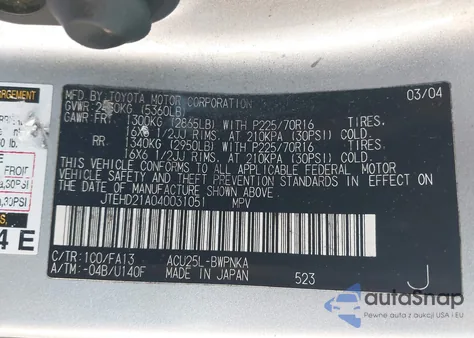 ARRGEMENT
MFD BY TOYOTA MOTOR CORPORATION 03/04
GVWR: (5360LB)
GAWR FR: 1300KG (2865LB) WITH P225/70R16 TIRES.
16X6 1/2JJ RIMS. AT 210KPA (30PSI) COLD.
RR 1340KG (2950LB) WITH P225/70R16 TIRES.
16X6 1/2JJ RIMS. AT 210KPA (30PSI) COLD.
THIS VEHICLE CONFORMS TO ALL APPLICABLE FEDERAL MOTOR
VEHICLE SAFETY AND THEFT PREVENTION STANDARDS IN EFFECT
ON THE DATE OF MANUFACTURE SHOWN ABOVE.
JTEHD21A040031051 MPV
C/TR:1C0/FA13 ACU25L-BWPNKA
A/TM:-04B/U140F MADE IN JAPAN 523 J
4 E
autoSnap
Pewne auta z USA i EU